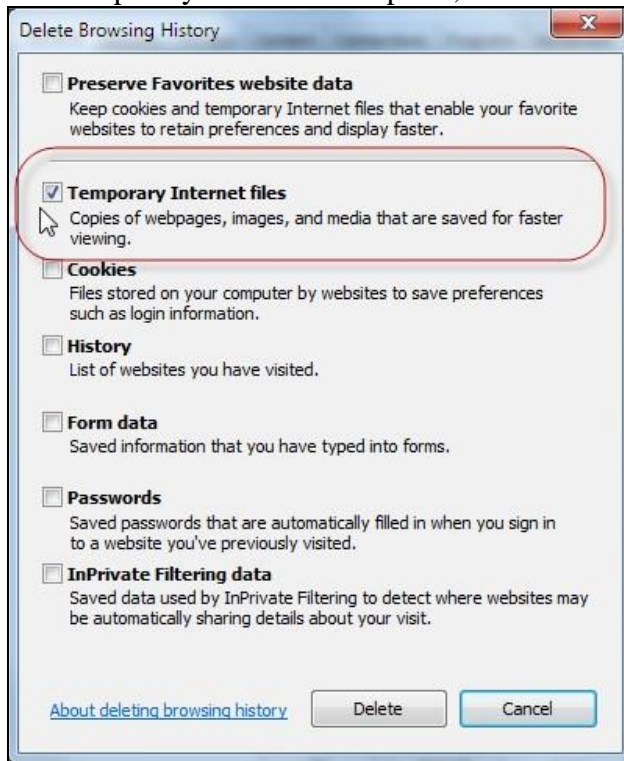 Delete Browsing History
Preserve Favorites website data
Keep cookies and temporary Internet files that enable your favorite
websites to retain preferences and display faster.
Temporary Internet files
Copies of webpages, images, and media that are saved for faster
viewing.
Cookies
Files stored on your computer by websites to save preferences
such as login information.
History
List of websites you have visited.
Form data
Saved information that you have typed into forms.
Passwords
Saved passwords that are automatically filled in when you sign in
to a website you've previously visited.
InPrivate Filtering data
Saved data used by InPrivate Filtering to detect where websites may
be automatically sharing details about your visit.
About deleting browsing history Delete Cancel